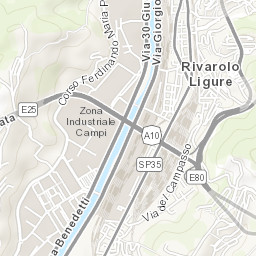 Corso Ferdinando Maria P
Via 30 Giu
Via Giorgio
Rivarolo
Ligure
E25
ata
Zona
Industriale
Campi
A10
SP35
E80
Via del Campasso
a Benedetti